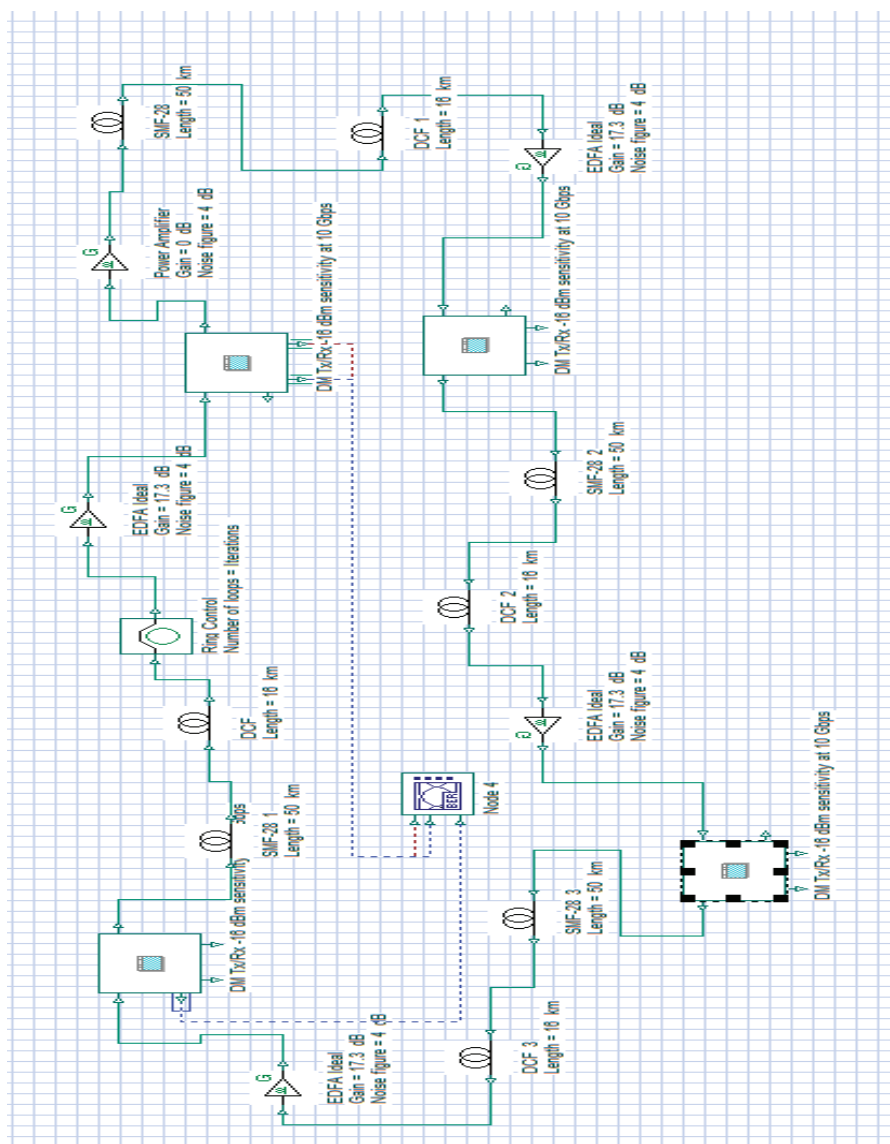 SMF-28
Length = 50 km
Power Amplifier
Gain = 0 dB
Noise figure = 4 dB
EDFA Ideal
Gain = 17.3 dB
Noise figure = 4 dB
Ring Control
Number of loops = Iterations
DCF
Length = 16 km
SMF-28 1
Length = 50 km
DM Tx/Rx -16 dBm sensitivity
EDFA Ideal
Gain = 17.3 dB
Noise figure = 4 dB
DM Tx/Rx -16 dBm sensitivity at 10 Gbps
DCF 1
Length = 16 km
EDFA Ideal
Gain = 17.3 dB
Noise figure = 4 dB
DM Tx/Rx -16 dBm sensitivity at 10 Gbps
SMF-28 2
Length = 50 km
DCF 2
Length = 16 km
EDFA Ideal
Gain = 17.3 dB
Noise figure = 4 dB
BER
Node 4
DM Tx/Rx -16 dBm sensitivity at 10 Gbps
SMF-28 3
Length = 50 km
DCF 3
Length = 16 km
G
G
G
G
G